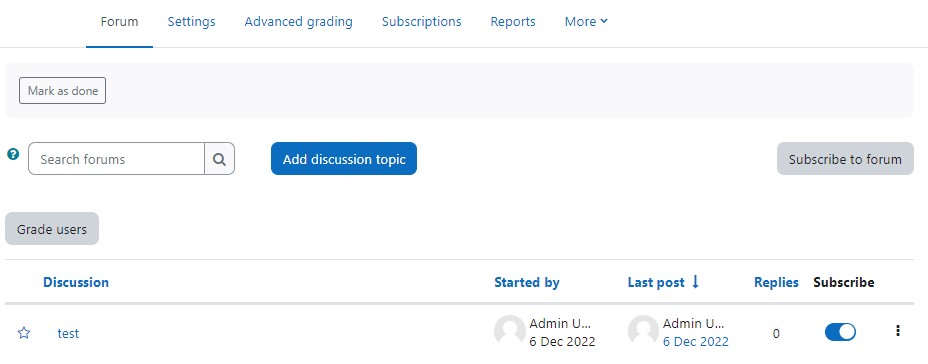 Forum Settings Advanced grading Subscriptions Reports More
Mark as done
? Search forums Add discussion topic Subscribe to forum
Grade users
Discussion Started by Last post ↓ Replies Subscribe
test Admin U... 6 Dec 2022 Admin U... 6 Dec 2022 0